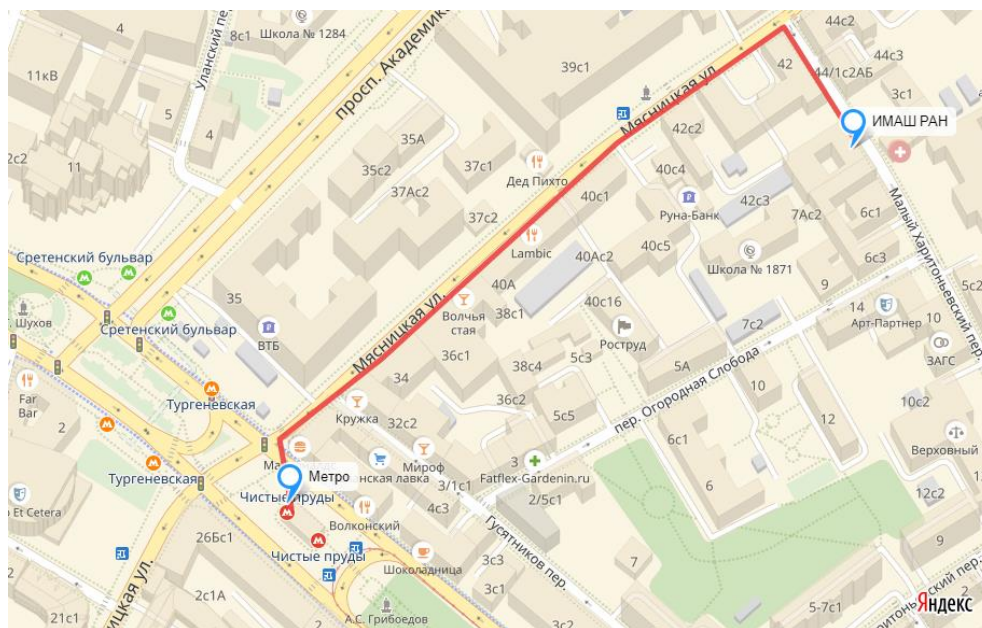 4
8с1
Школа № 1284
44с2
44с3
11кВ
Уланский пер.
просп. Академика
39с1
Мясницкая ул.
42
44/1с2АБ
3с1
ИМАШ РАН
5
4
2с2
11
35А
35с2
37с1
37Ас2
Дед Пихто
42с2
40с4
40с1
Руна-Банк
42с3
7Ас2
6с1
Малый Харитоньевский пер.
37с2
Lambic
40с5
Школа № 1871
6с3
Сретенский бульвар
40Ас2
40А
9
5с2
35
Шухов
Сретенский бульвар
ВТБ
Мясницкая ул.
Волчья
стая
38с1
40с16
Роструд
7с2
14
Арт-Партнер
10
36с1
5с3
5А
пер. Огородная Слобода
ЗАГС
34
38с4
10
Far
Bar
2
Тургеневская
Кружка
32с2
36с2
5с5
12
10с2
6с1
Верховный
Метро
нская лавка
Мироф
3
Fatflex-Gardenin.ru
Тургеневская
Чистые пруды
3/1с1
2/5с1
6
12с2
Et Cetera
Волконский
4с3
Гусятников пер.
26Бс1
Чистые пруды
Шоколадница
3с3
3с1
7
9
2
2с1А
А.С. Грибоедов
3с2
5-7с1
2
21с1
Яндекс